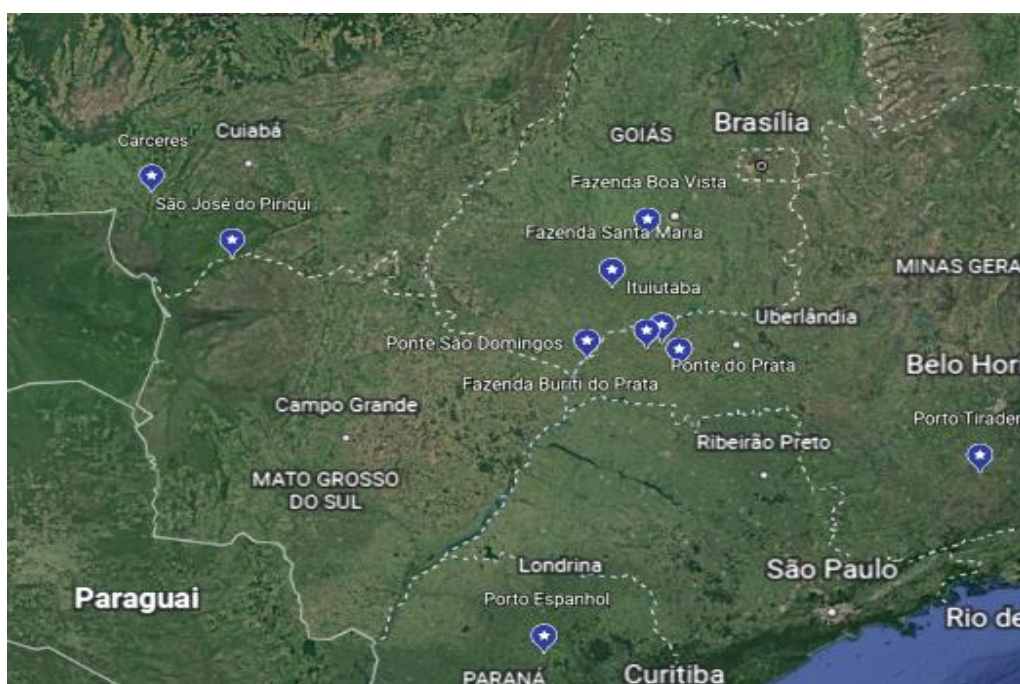 Brasília
Cuiabá
GOIÁS
Carceres
Fazenda Boa Vista
São José do Piriqui
Fazenda Santa Maria
MINAS GERA
Ituiutaba
Uberlândia
Ponte São Domingos
Ponte do Prata
Belo Hori
Fazenda Buriti do Prata
Campo Grande
Porto Tirader
Ribeirão Preto
MATO GROSSO
DO SUL
Londrina
São Paulo
Paraguai
Porto Espanhol
Rio de
PARANÁ
Curitiba